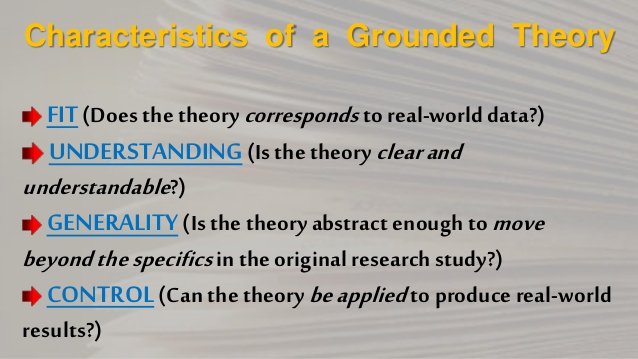 Characteristics of a Grounded Theory
FIT (Does the theory corresponds to real-world data?)
UNDERSTANDING (Is the theory clear and
understandable?)
GENERALITY (Is the theory abstract enough to move
beyond the specifics in the original research study?)
CONTROL (Can the theory be applied to produce real-world
results?)